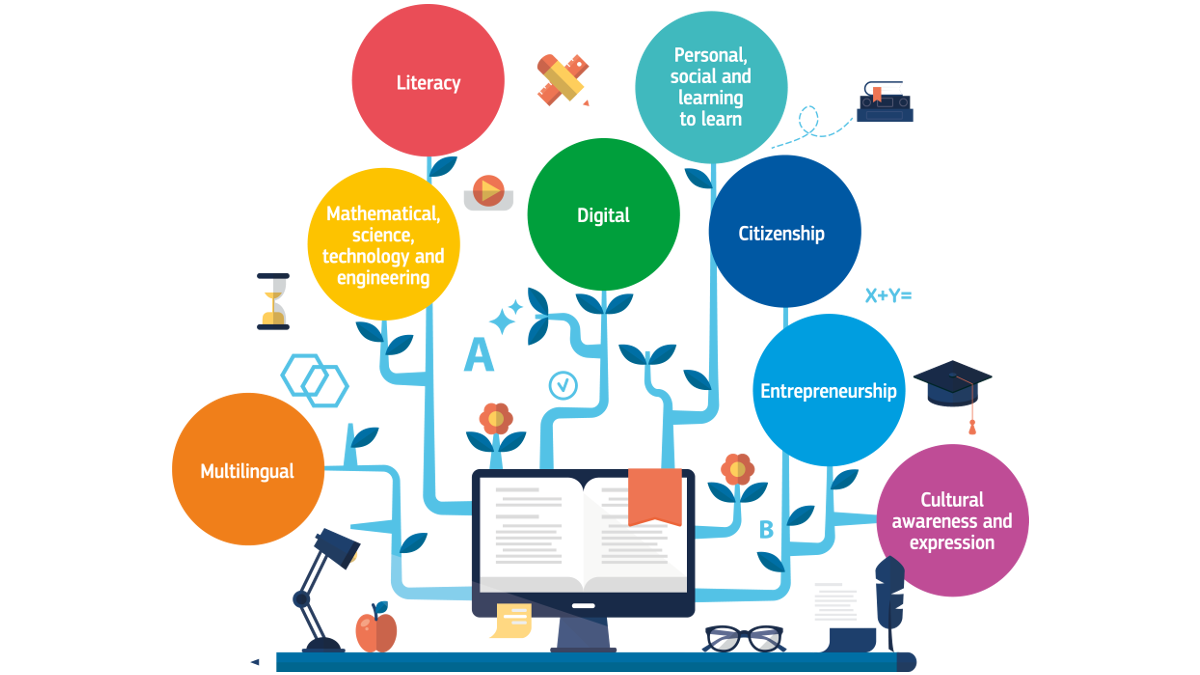 Literacy
Personal,
social and
learning
to learn
Mathematical,
science,
technology and
engineering
Digital
Citizenship
X+Y=
A
Entrepreneurship
Multilingual
Cultural
awareness and
expression
B